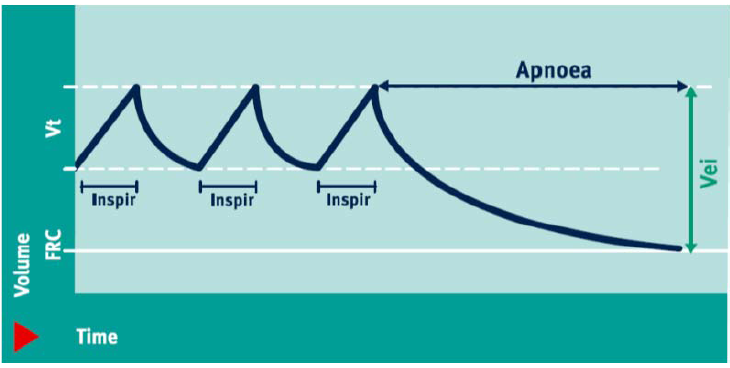 Apnoea
Vt
Vei
Inspir
Inspir
Inspir
FRC
Volume
Time